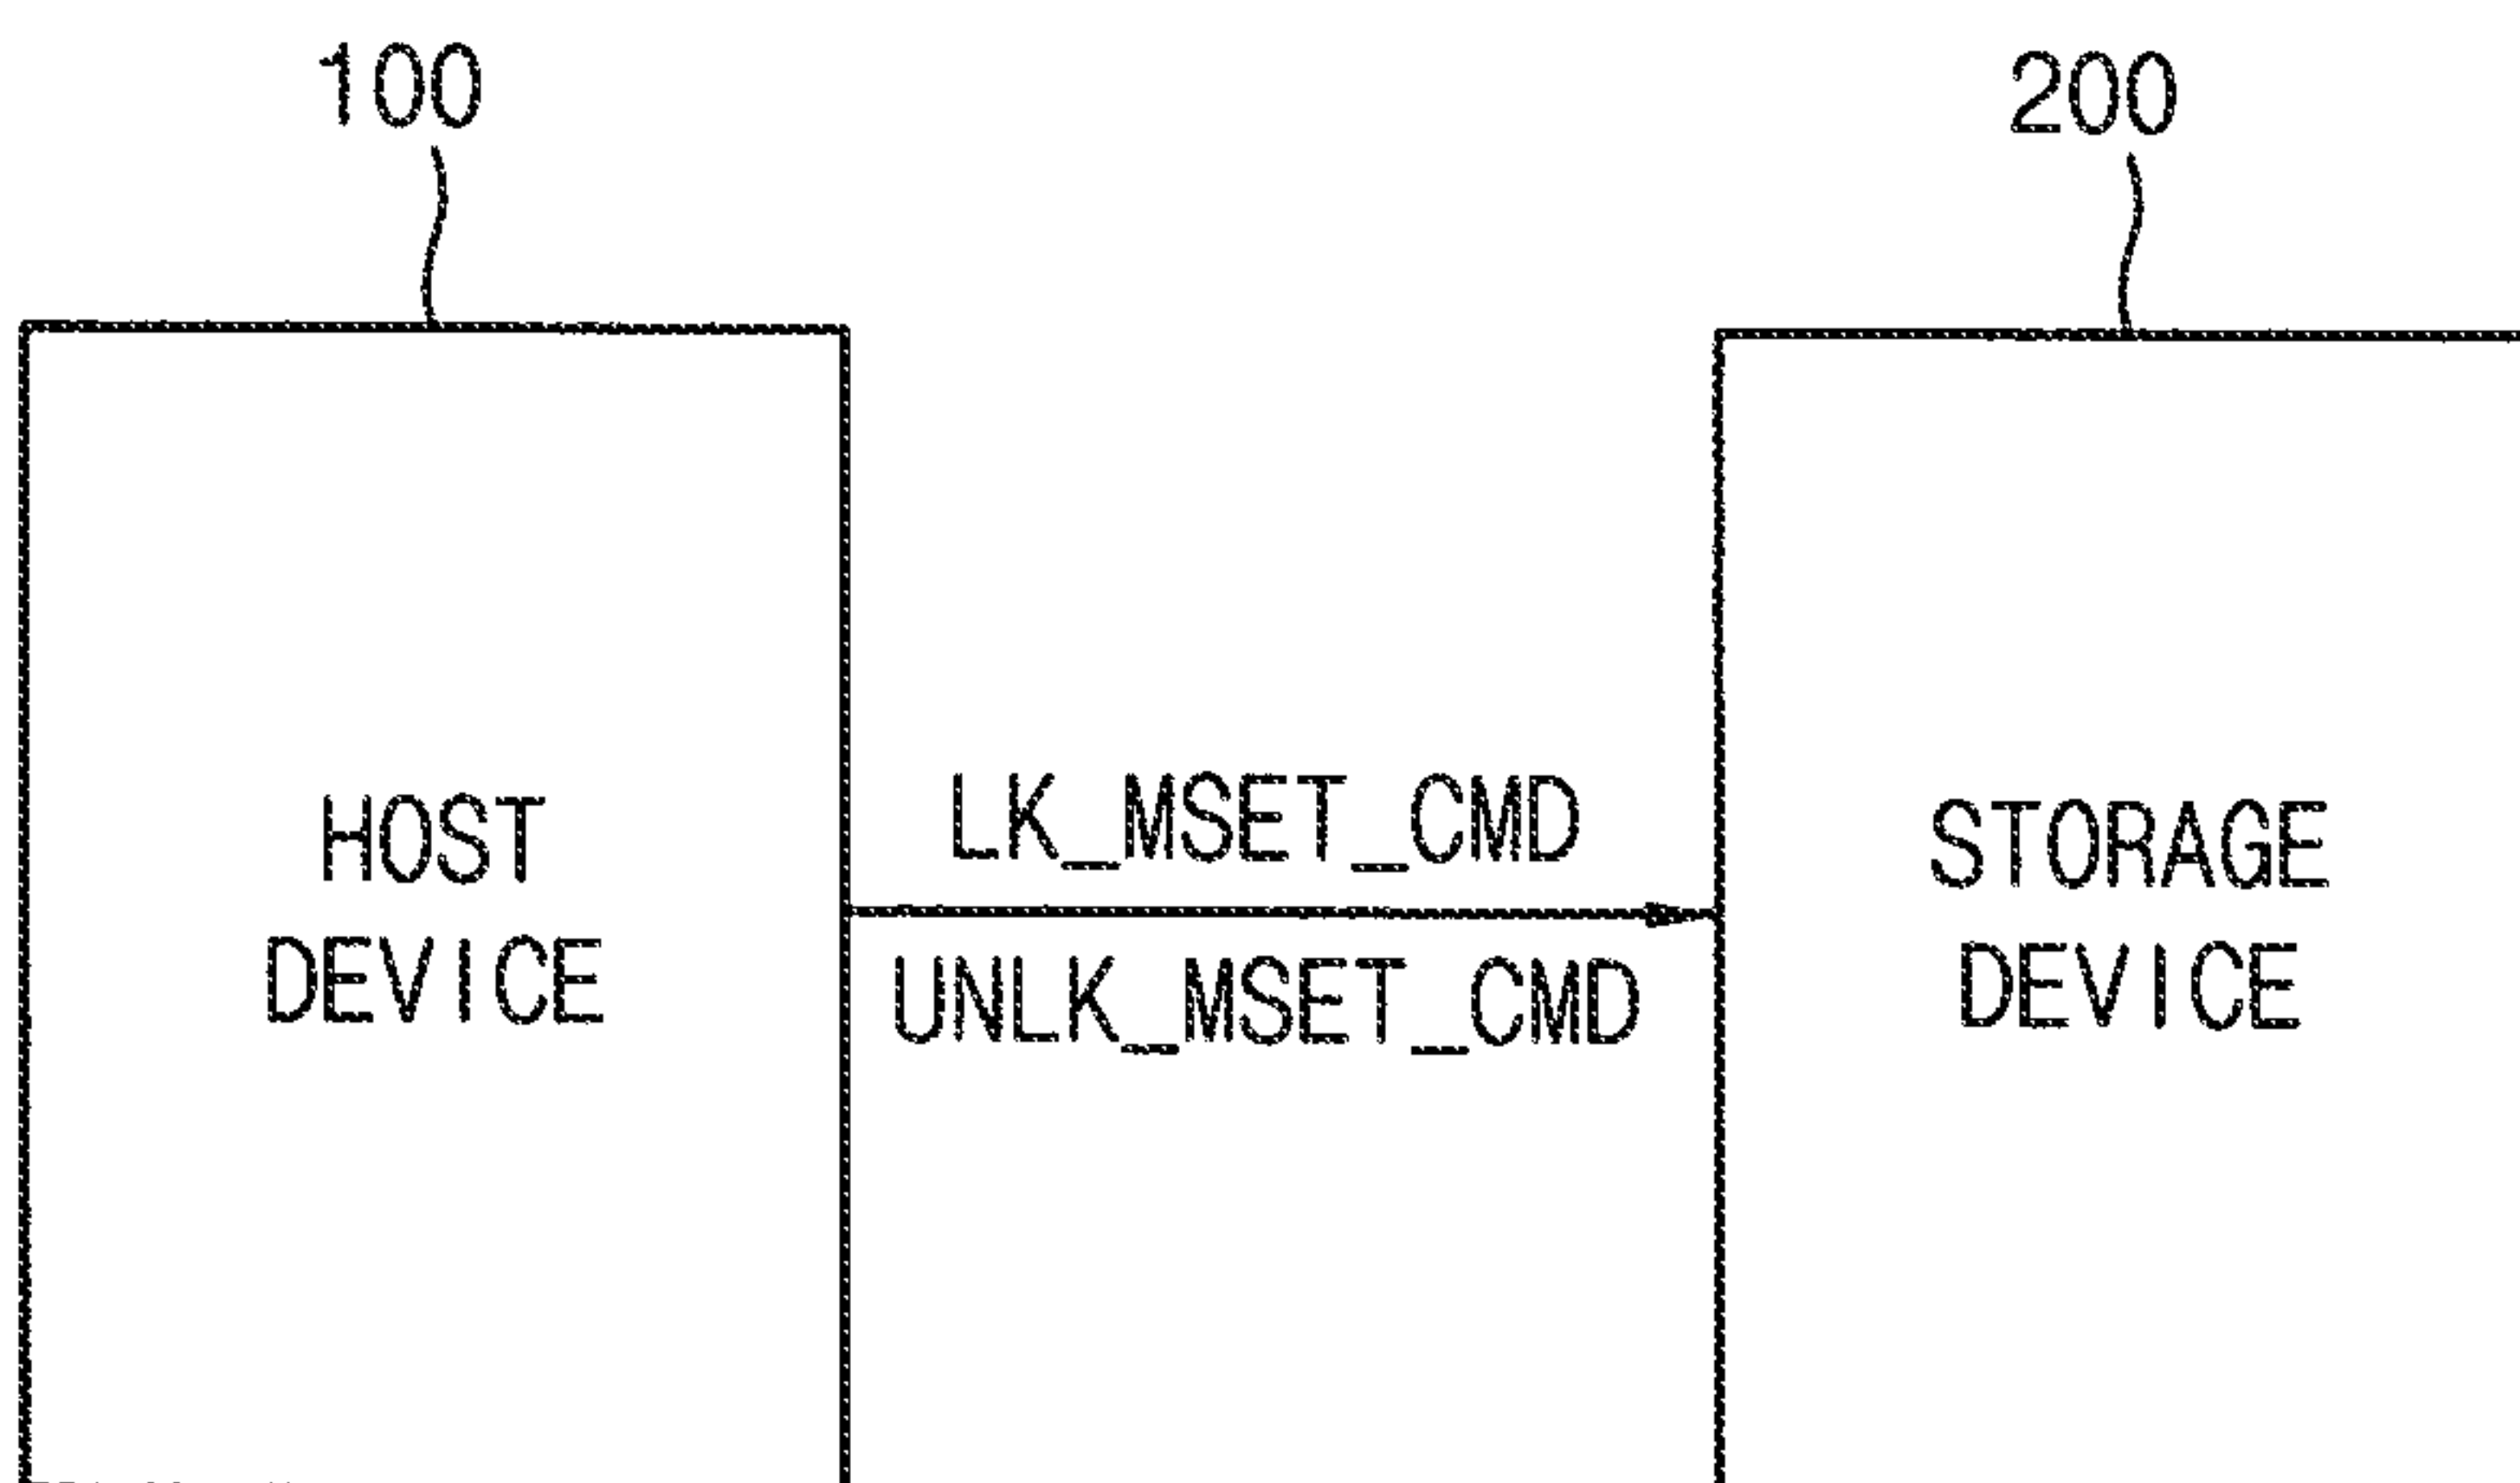 100
200
HOST
DEVICE
LK_MSET_CMD
UNLK_MSET_CMD
STORAGE
DEVICE